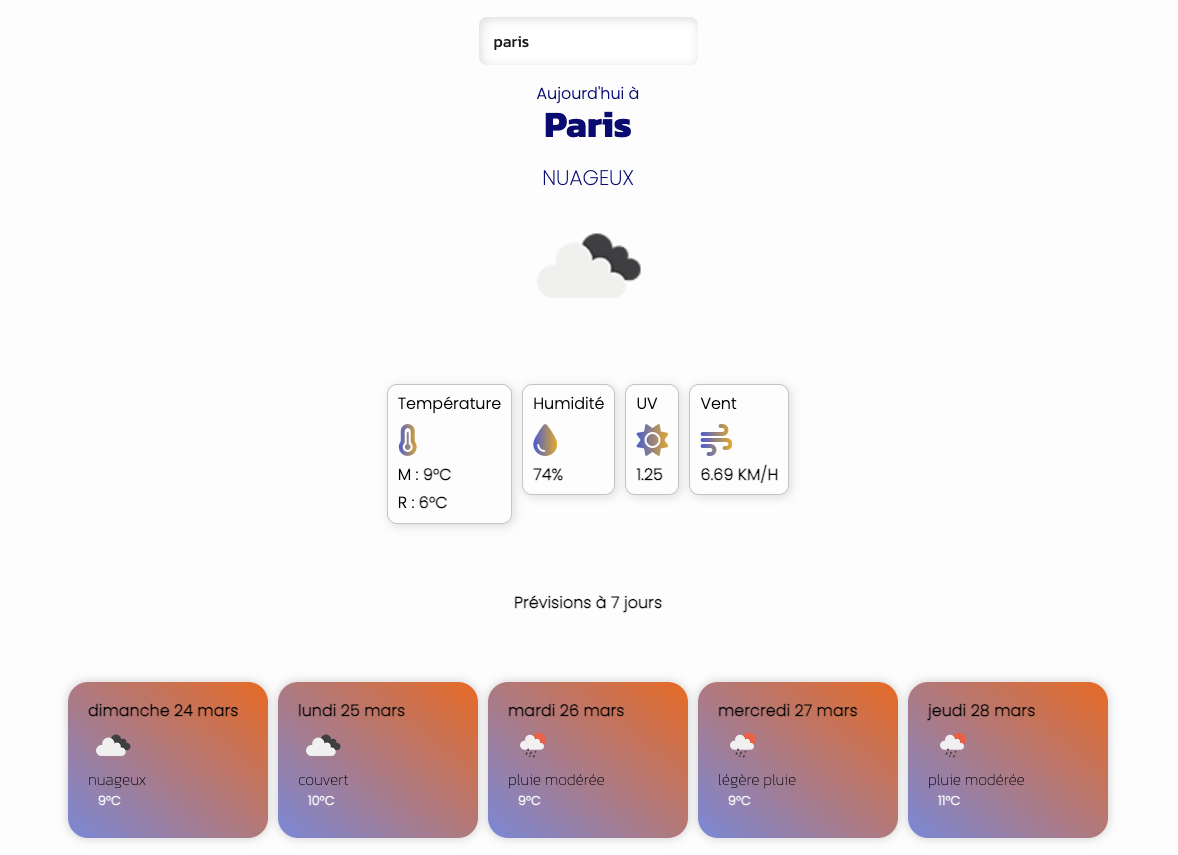 paris
Aujourd'hui à
Paris
NUAGEUX
Température
M : 9°C
R : 6°C
Humidité
74%
UV
1.25
Vent
6.69 KM/H
Prévisions à 7 jours
dimanche 24 mars
nuageux
9°C
lundi 25 mars
couvert
10°C
mardi 26 mars
pluie modérée
9°C
mercredi 27 mars
légère pluie
9°C
jeudi 28 mars
pluie modérée
11°C